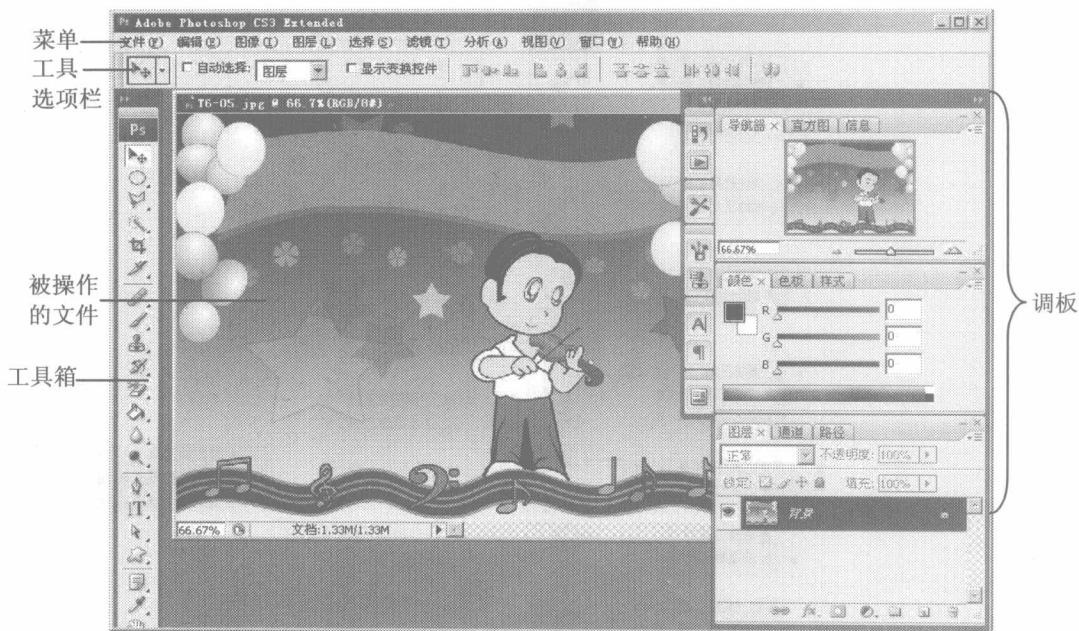 Ps Adobe Photoshop CS3 Extended
菜单
文件(F) 编辑(E) 图像(I) 图层(L) 选择(S) 滤镜(T) 分析(A) 视图(V) 窗口(W) 帮助(H)
工具
选项栏
自动选择: 图层 显示变换控件
T6-05.jpg @ 66.7%(RGB/8#)
Ps
导航器 × 直方图 信息
66.67%
颜色 × 色板 样式
R 0
G 0
B 0
被操作
的文件
调板
工具箱
图层 × 通道 路径
正常 不透明度: 100%
锁定: 填充: 100%
背景
66.67% 文档:1.33M/1.33M